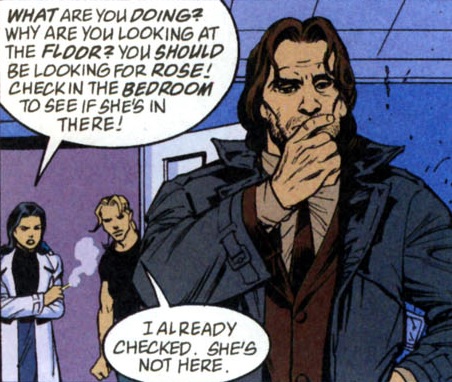 WHAT ARE YOU DOING?
WHY ARE YOU LOOKING AT
THE FLOOR? YOU SHOULD
BE LOOKING FOR ROSE!
CHECK IN THE BEDROOM
TO SEE IF SHE'S IN
THERE!
I ALREADY
CHECKED. SHE'S
NOT HERE.